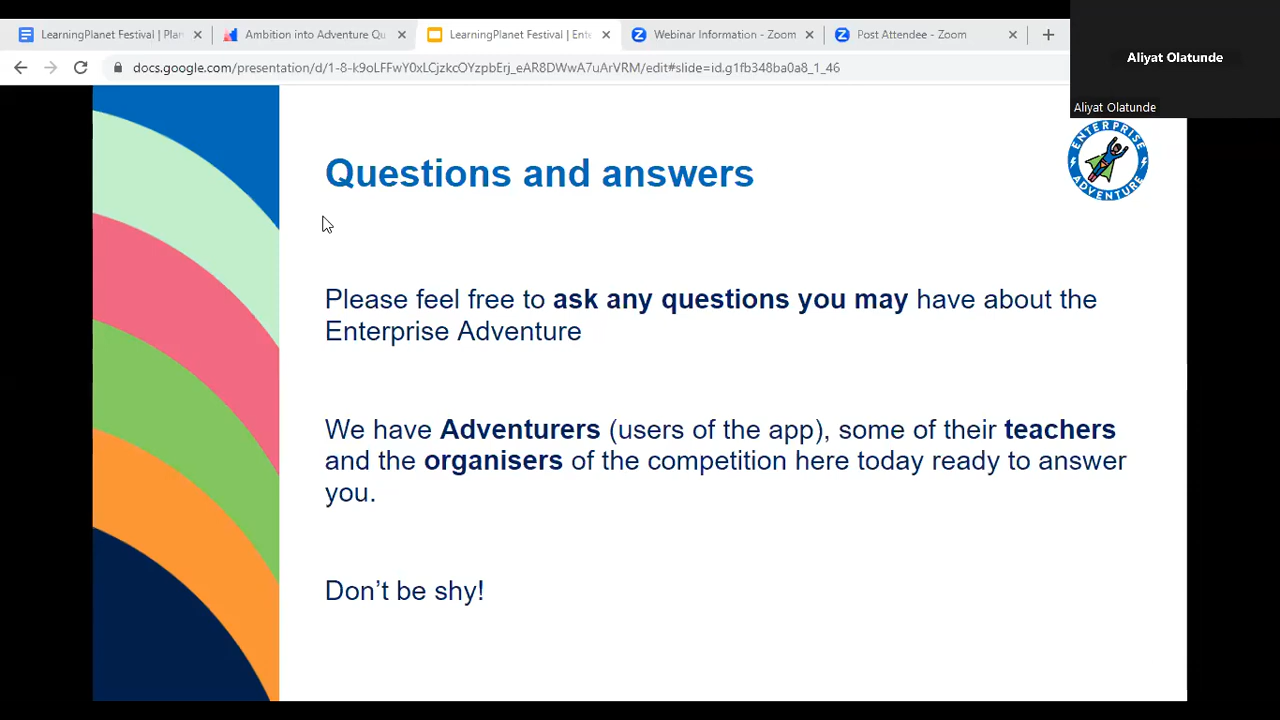 LearningPlanet Festival | Plan
Ambition into Adventure Qu
LearningPlanet Festival | Ente
Webinar Information - Zoom
Post Attendee - Zoom
docs.google.com/presentation/d/1-8-k9oLFFwY0xLCjzkcOYzpbErj_eAR8DWwA7uArVRM/edit#slide=id.g1fb348ba0a8_1_46
Aliyat Olatunde
Aliyat Olatunde
ENTERPRISE
ADVENTURE
Questions and answers
Please feel free to ask any questions you may have about the
Enterprise Adventure
We have Adventurers (users of the app), some of their teachers
and the organisers of the competition here today ready to answer
you.
Don’t be shy!